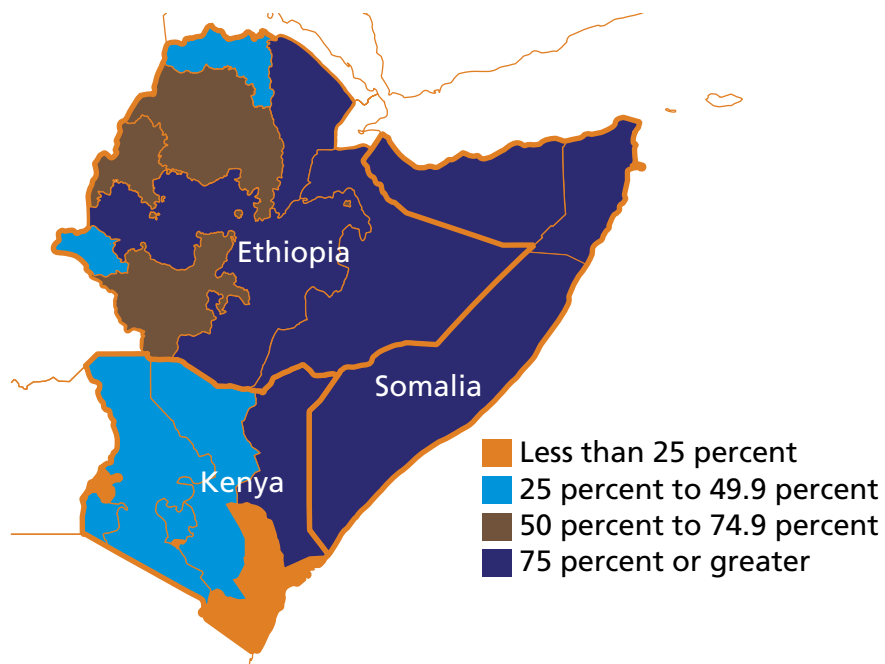 Ethiopia
Somalia
Kenya
Less than 25 percent
25 percent to 49.9 percent
50 percent to 74.9 percent
75 percent or greater